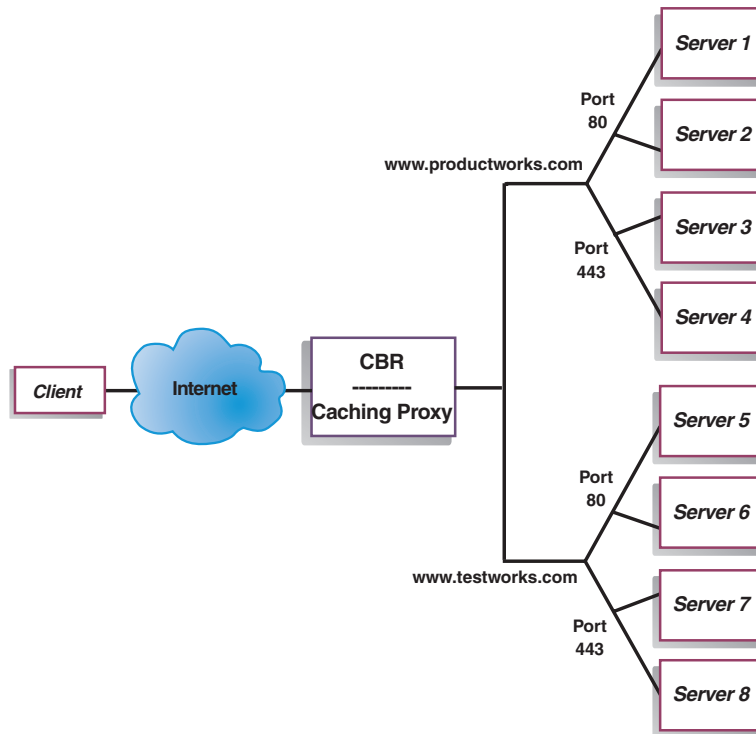 Server 1
Port
80
Server 2
www.productworks.com
Server 3
Port
443
Server 4
CBR
---------
Caching Proxy
Internet
Client
Server 5
Port
80
Server 6
www.testworks.com
Server 7
Port
443
Server 8